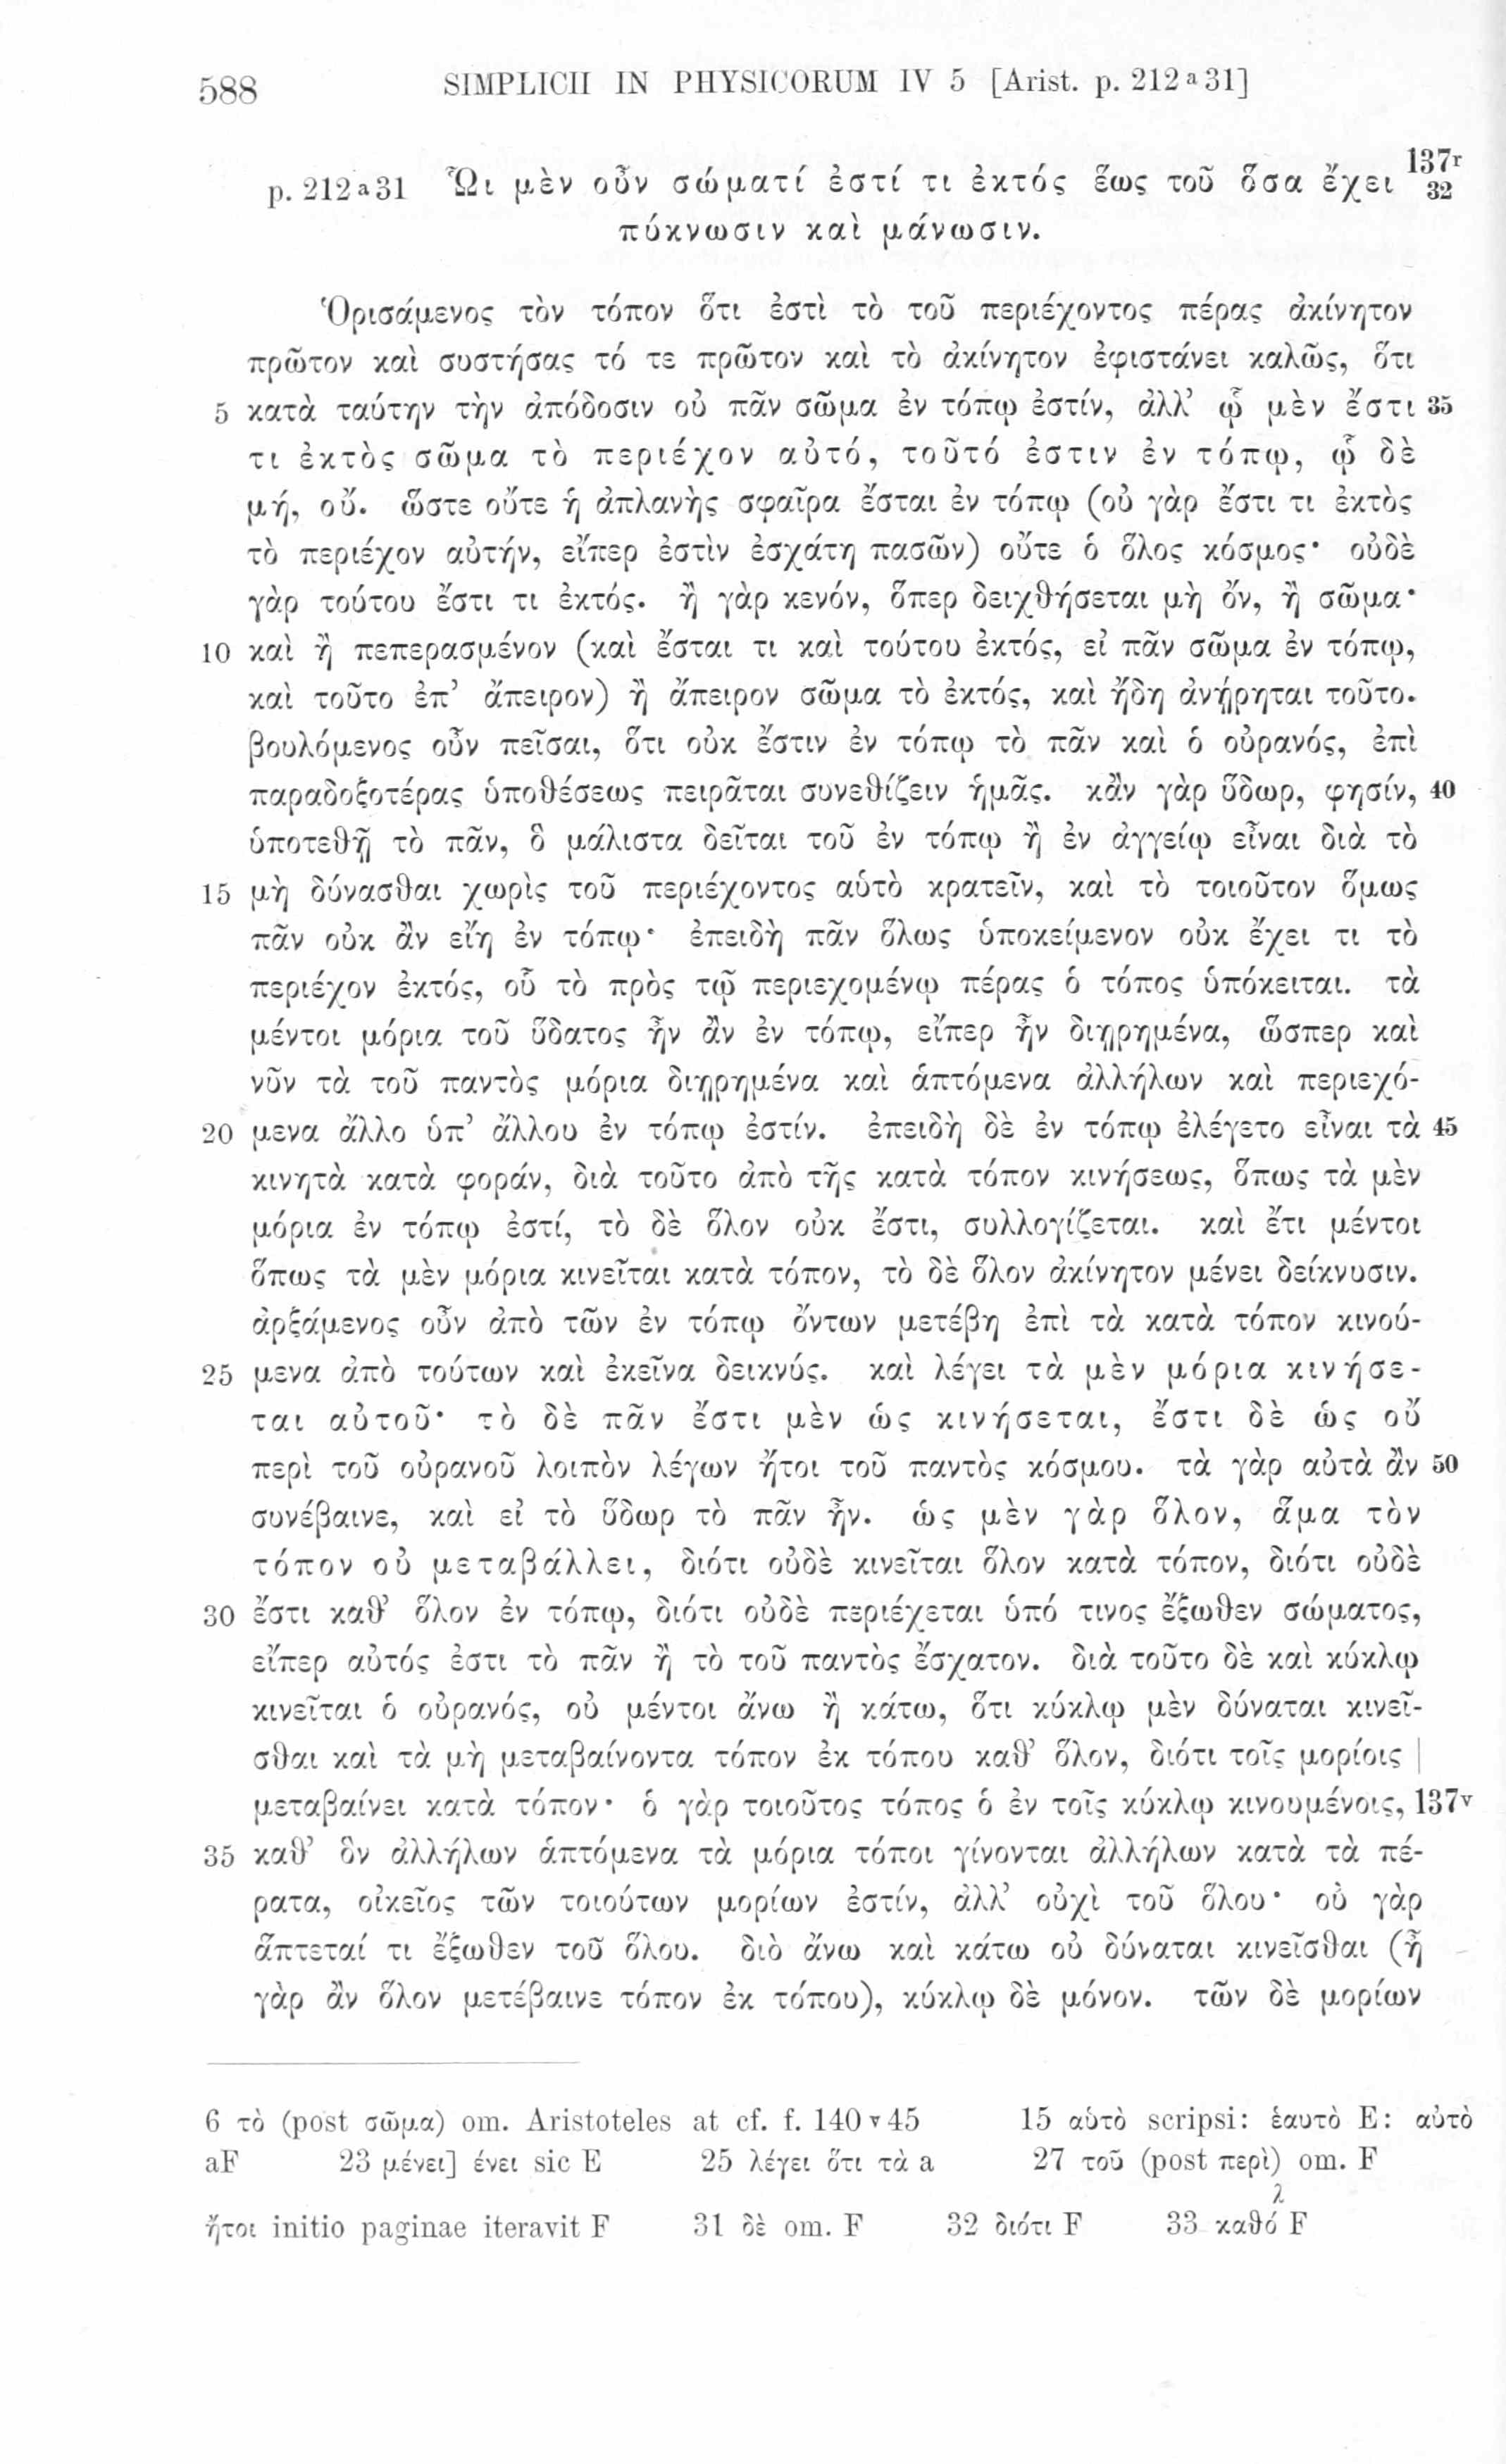 588 SIMPLICII IN PHYSICORUM IV 5 [Arist. p. 212 a 31]
p. 212 a 31 Ὧι μὲν οὖν σώματί ἐστί τι ἐκτός ἕως τοῦ ὅσα ἔχει 137r 32
πύκνωσιν καὶ μάνωσιν.
Ὁρισάμενος τὸν τόπον ὅτι ἐστὶ τὸ τοῦ περιέχοντος πέρας ἀκίνητον
πρῶτον καὶ συστήσας τό τε πρῶτον καὶ τὸ ἀκίνητον ἐφιστάνει καλῶς, ὅτι
5 κατὰ ταύτην τὴν ἀπόδοσιν οὐ πᾶν σῶμα ἐν τόπῳ ἐστίν, ἀλλ’ ᾧ μὲν ἔστι 35
τι ἐκτὸς σῶμα τὸ περιέχον αὐτό, τοῦτό ἐστιν ἐν τόπῳ, ᾧ δὲ
μή, οὔ. ὥστε οὔτε ἡ ἀπλανὴς σφαῖρα ἔσται ἐν τόπῳ (οὐ γὰρ ἔστι τι ἐκτὸς
τὸ περιέχον αὐτήν, εἴπερ ἐστὶν ἐσχάτη πασῶν) οὔτε ὁ ὅλος κόσμος· οὐδὲ
γὰρ τούτου ἔστι τι ἐκτός. ἢ γὰρ κενόν, ὅπερ δειχθήσεται μὴ ὄν, ἢ σῶμα·
10 καὶ ἢ πεπερασμένον (καὶ ἔσται τι καὶ τούτου ἐκτός, εἰ πᾶν σῶμα ἐν τόπῳ,
καὶ τοῦτο ἐπ’ ἄπειρον) ἢ ἄπειρον σῶμα τὸ ἐκτός, καὶ ἤδη ἀνῄρηται τοῦτο.
βουλόμενος οὖν πεῖσαι, ὅτι οὐκ ἔστιν ἐν τόπῳ τὸ πᾶν καὶ ὁ οὐρανός, ἐπὶ
παραδοξοτέρας ὑποθέσεως πειρᾶται συνεθίζειν ἡμᾶς. κἂν γὰρ ὕδωρ, φησίν, 40
ὑποτεθῇ τὸ πᾶν, ὃ μάλιστα δεῖται τοῦ ἐν τόπῳ ἢ ἐν ἀγγείῳ εἶναι διὰ τὸ
15 μὴ δύνασθαι χωρὶς τοῦ περιέχοντος αὑτὸ κρατεῖν, καὶ τὸ τοιοῦτον ὅμως
πᾶν οὐκ ἂν εἴη ἐν τόπῳ· ἐπειδὴ πᾶν ὅλως ὑποκείμενον οὐκ ἔχει τι τὸ
περιέχον ἐκτός, οὗ τὸ πρὸς τῷ περιεχομένῳ πέρας ὁ τόπος ὑπόκειται. τὰ
μέντοι μόρια τοῦ ὕδατος ἦν ἂν ἐν τόπῳ, εἴπερ ἦν διῃρημένα, ὥσπερ καὶ
νῦν τὰ τοῦ παντὸς μόρια διῃρημένα καὶ ἁπτόμενα ἀλλήλων καὶ περιεχό-
20 μενα ἄλλο ὑπ’ ἄλλου ἐν τόπῳ ἐστίν. ἐπειδὴ δὲ ἐν τόπῳ ἐλέγετο εἶναι τὰ 45
κινητὰ κατὰ φοράν, διὰ τοῦτο ἀπὸ τῆς κατὰ τόπον κινήσεως, ὅπως τὰ μὲν
μόρια ἐν τόπῳ ἐστί, τὸ δὲ ὅλον οὐκ ἔστι, συλλογίζεται. καὶ ἔτι μέντοι
ὅπως τὰ μὲν μόρια κινεῖται κατὰ τόπον, τὸ δὲ ὅλον ἀκίνητον μένει δείκνυσιν.
ἀρξάμενος οὖν ἀπὸ τῶν ἐν τόπῳ ὄντων μετέβη ἐπὶ τὰ κατὰ τόπον κινού-
25 μενα ἀπὸ τούτων καὶ ἐκεῖνα δεικνύς. καὶ λέγει τὰ μὲν μόρια κινήσε-
ται αὐτοῦ· τὸ δὲ πᾶν ἔστι μὲν ὡς κινήσεται, ἔστι δὲ ὡς οὔ
περὶ τοῦ οὐρανοῦ λοιπὸν λέγων ἤτοι τοῦ παντὸς κόσμου. τὰ γὰρ αὐτὰ ἂν 50
συνέβαινε, καὶ εἰ τὸ ὕδωρ τὸ πᾶν ἦν. ὡς μὲν γὰρ ὅλον, ἅμα τὸν
τόπον οὐ μεταβάλλει, διότι οὐδὲ κινεῖται ὅλον κατὰ τόπον, διότι οὐδὲ
30 ἔστι καθ’ ὅλον ἐν τόπῳ, διότι οὐδὲ περιέχεται ὑπό τινος ἔξωθεν σώματος,
εἴπερ αὐτός ἐστι τὸ πᾶν ἢ τὸ τοῦ παντὸς ἔσχατον. διὰ τοῦτο δὲ καὶ κύκλῳ
κινεῖται ὁ οὐρανός, οὐ μέντοι ἄνω ἢ κάτω, ὅτι κύκλῳ μὲν δύναται κινεῖ-
σθαι καὶ τὰ μὴ μεταβαίνοντα τόπον ἐκ τόπου καθ’ ὅλον, διότι τοῖς μορίοις |
μεταβαίνει κατὰ τόπον· ὁ γὰρ τοιοῦτος τόπος ὁ ἐν τοῖς κύκλῳ κινουμένοις, 137v
35 καθ’ ὃν ἀλλήλων ἁπτόμενα τὰ μόρια τόποι γίνονται ἀλλήλων κατὰ τὰ πέ-
ρατα, οἰκεῖος τῶν τοιούτων μορίων ἐστίν, ἀλλ’ οὐχὶ τοῦ ὅλου· οὐ γὰρ
ἅπτεταί τι ἔξωθεν τοῦ ὅλου. διὸ ἄνω καὶ κάτω οὐ δύναται κινεῖσθαι (ἦ
γὰρ ἂν ὅλον μετέβαινε τόπον ἐκ τόπου), κύκλῳ δὲ μόνον. τῶν δὲ μορίων
6 τὸ (post σῶμα) om. Aristoteles at cf. f. 140 v 45 15 αὑτὸ scripsi: ἑαυτὸ E: αὐτὸ
aF 23 μένει] ένει sic E 25 λέγει ὅτι τὰ a 27 τοῦ (post περὶ) om. F
ἤτοι initio paginae iteravit F 31 δὲ om. F 32 διότι F 33 καθόλ F